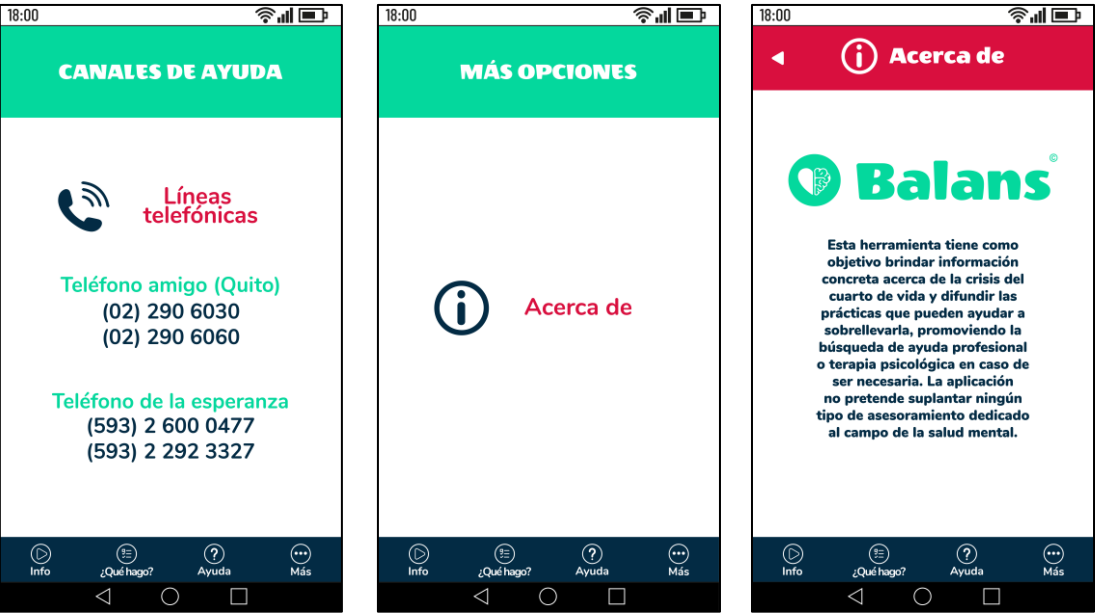 18:00
CANALES DE AYUDA
Líneas
telefónicas
Teléfono amigo (Quito)
(02) 290 6030
(02) 290 6060
Teléfono de la esperanza
(593) 2 600 0477
(593) 2 292 3327
Info
¿Qué hago?
Ayuda
Más
18:00
MÁS OPCIONES
Acerca de
Info
¿Qué hago?
Ayuda
Más
18:00
Acerca de
Balans©
Esta herramienta tiene como
objetivo brindar información
concreta acerca de la crisis del
cuarto de vida y difundir las
prácticas que pueden ayudar a
sobrellevarla, promoviendo la
búsqueda de ayuda profesional
o terapia psicológica en caso de
ser necesaria. La aplicación
no pretende suplantar ningún
tipo de asesoramiento dedicado
al campo de la salud mental.
Info
¿Qué hago?
Ayuda
Más